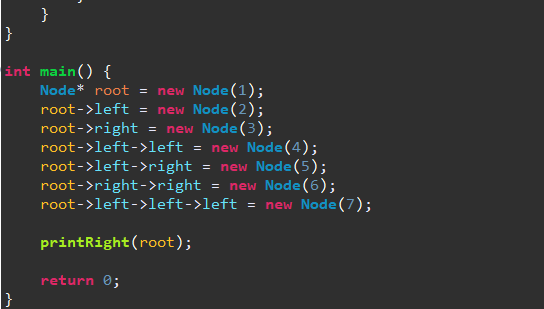 }
}

int main() {
    Node* root = new Node(1);
    root->left = new Node(2);
    root->right = new Node(3);
    root->left->left = new Node(4);
    root->left->right = new Node(5);
    root->right->right = new Node(6);
    root->left->left->left = new Node(7);

    printRight(root);

    return 0;
}